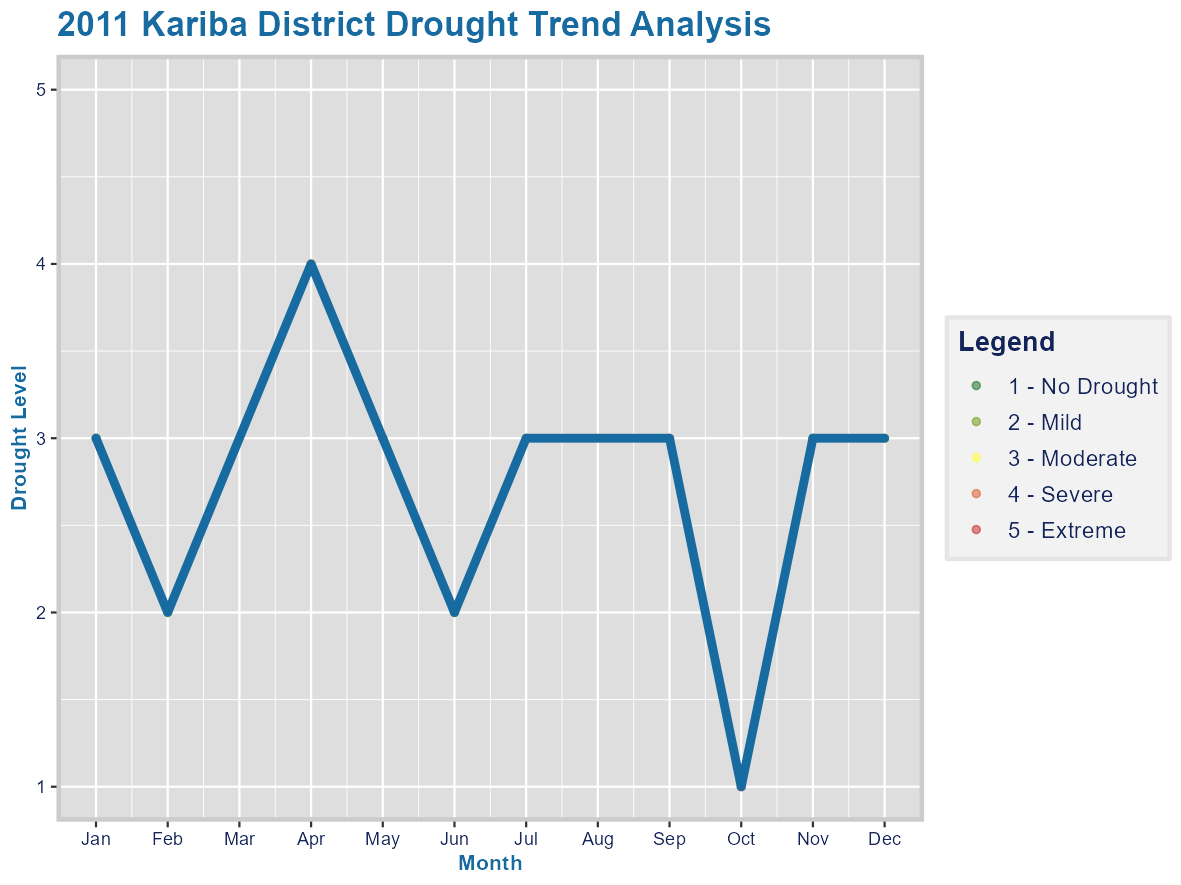 2011 Kariba District Drought Trend Analysis
5
4
3
2
1
Drought Level
Jan Feb Mar Apr May Jun Jul Aug Sep Oct Nov Dec
Month
Legend
1 - No Drought
2 - Mild
3 - Moderate
4 - Severe
5 - Extreme